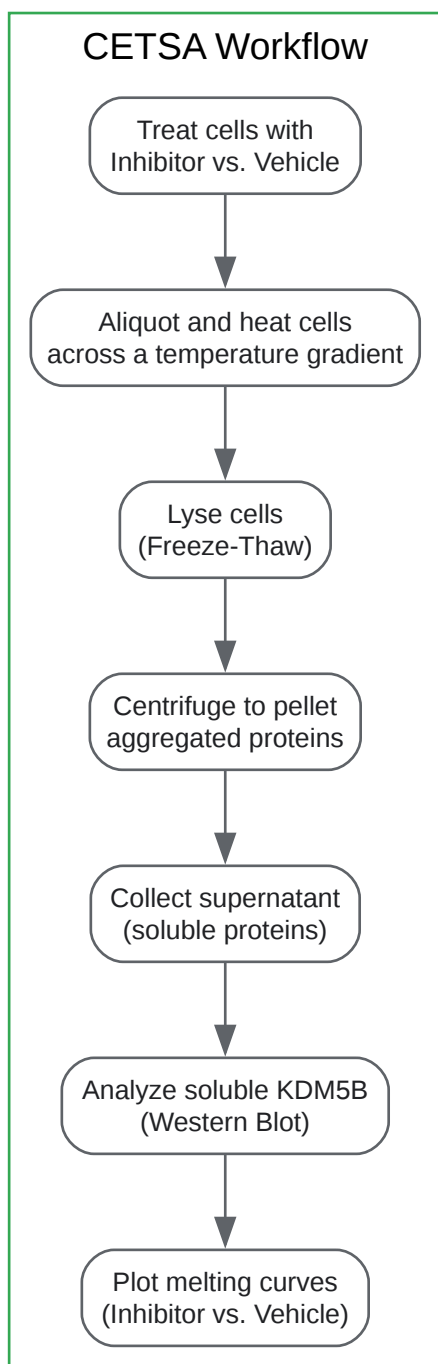 CETSA Workflow
Treat cells with
Inhibitor vs. Vehicle
Aliquot and heat cells
across a temperature gradient
Lyse cells
(Freeze-Thaw)
Centrifuge to pellet
aggregated proteins
Collect supernatant
(soluble proteins)
Analyze soluble KDM5B
(Western Blot)
Plot melting curves
(Inhibitor vs. Vehicle)